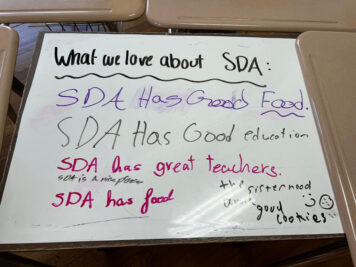 What we love about SDA:
SDA Has Good Food.
SDA Has Good education
SDA has great teachers.
SDA is a nice place
SDA has food
the sisterhood
good
cookies